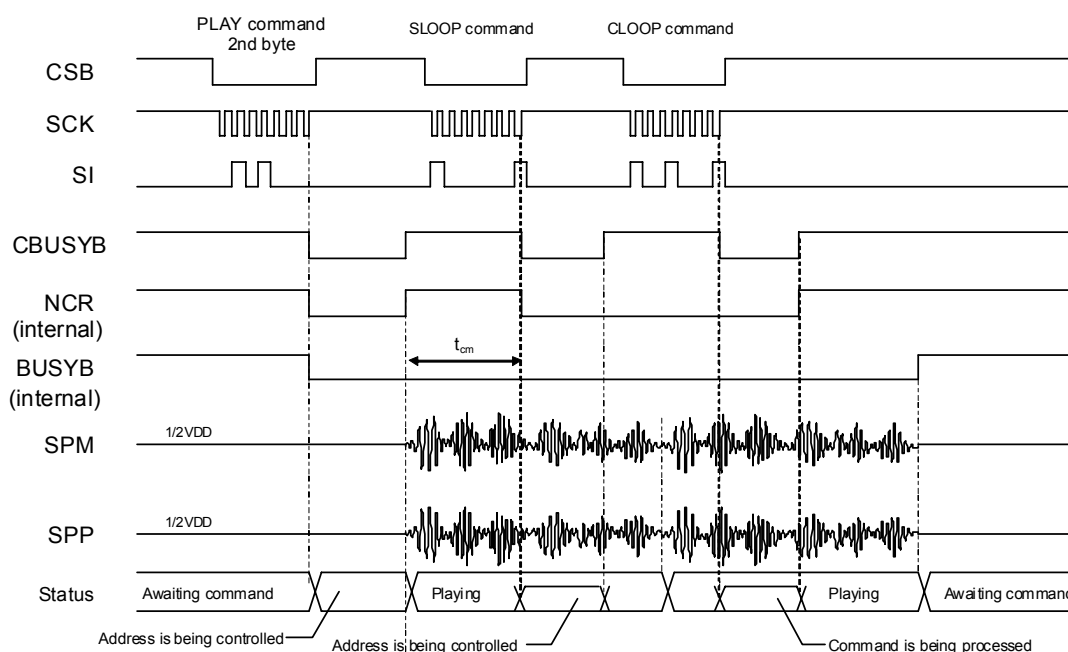 PLAY command
2nd byte
SLOOP command
CLOOP command
CSB
SCK
SI
CBUSYB
NCR
(internal)
tcm
BUSYB
(internal)
1/2VDD
SPM
1/2VDD
SPP
Status
Awaiting command
Playing
Playing
Awaiting command
Address is being controlled
Address is being controlled
Command is being processed